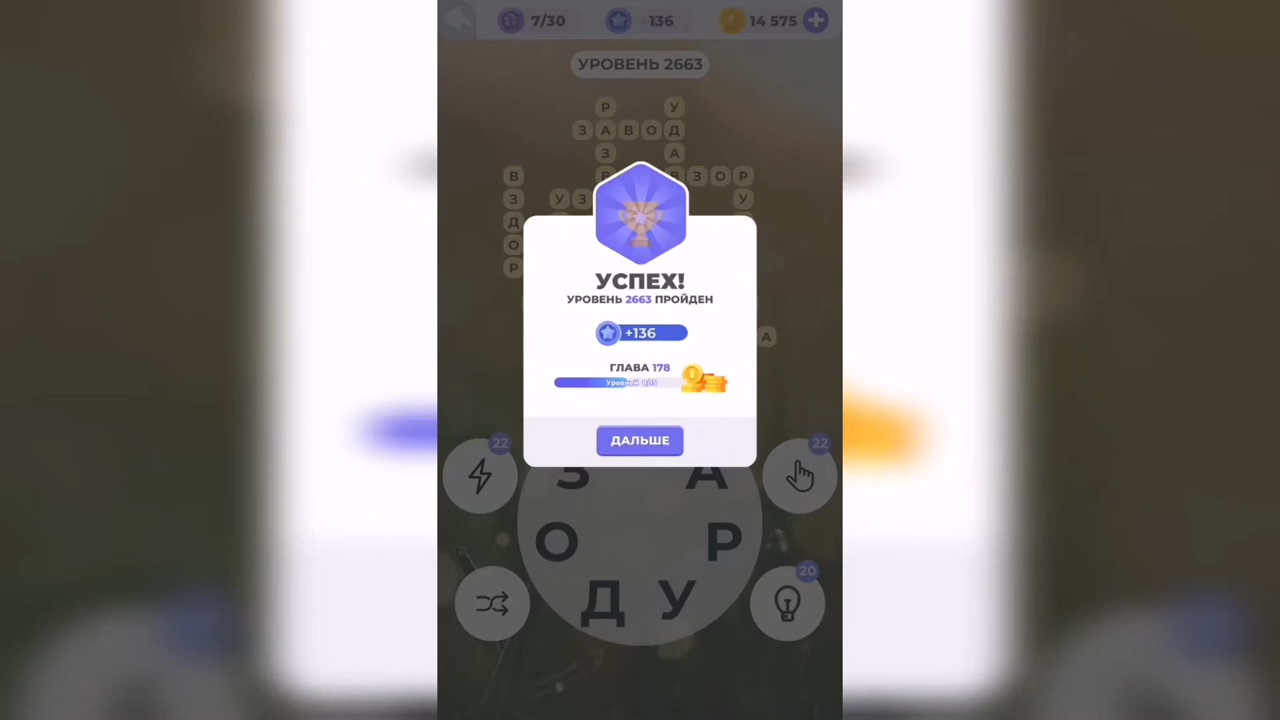 7/30
136
14 575
УРОВЕНЬ 2663
Р У
З А В О Д
З А
В З О Р
В
З У З У
Д
О
Р
УСПЕХ!
УРОВЕНЬ 2663 ПРОЙДЕН
+136
ГЛАВА 178
А
ДАЛЬШЕ
22
22
З А
О Р
Д У
20